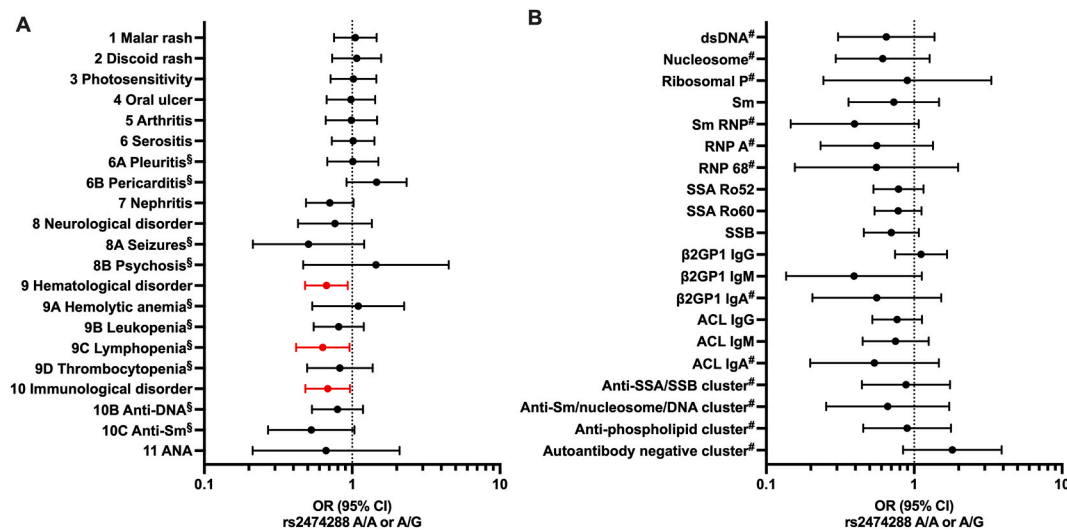 A
1 Malar rash
2 Discoid rash
3 Photosensitivity
4 Oral ulcer
5 Arthritis
6 Serositis
6A Pleuritis§
6B Pericarditis§
7 Nephritis
8 Neurological disorder
8A Seizures§
8B Psychosis§
9 Hematological disorder
9A Hemolytic anemia§
9B Leukopenia§
9C Lymphopenia§
9D Thrombocytopenia§
10 Immunological disorder
10B Anti-DNA§
10C Anti-Sm§
11 ANA
0.1 1 10
OR (95% CI)
rs2474288 A/A or A/G
B
dsDNA#
Nucleosome#
Ribosomal P#
Sm
Sm RNP#
RNP A#
RNP 68#
SSA Ro52
SSA Ro60
SSB
β2GP1 IgG
β2GP1 IgM
β2GP1 IgA#
ACL IgG
ACL IgM
ACL IgA#
Anti-SSA/SSB cluster#
Anti-Sm/nucleosome/DNA cluster#
Anti-phospholipid cluster#
Autoantibody negative cluster#
0.1 1 10
OR (95% CI)
rs2474288 A/A or A/G